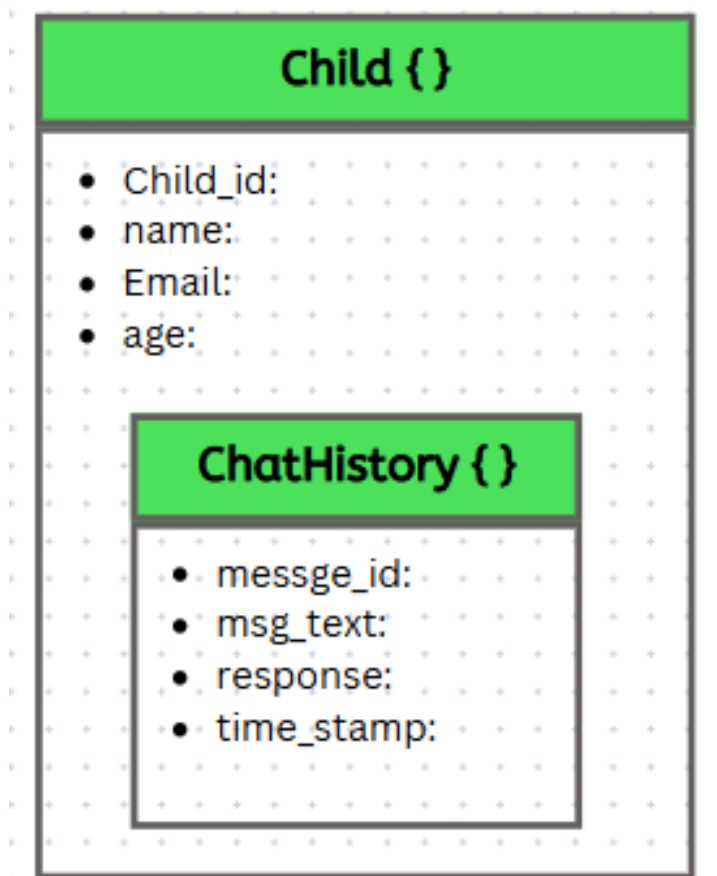 Child { }
• Child_id:
• name:
• Email:
• age:
ChatHistory { }
• messge_id:
• msg_text:
• response:
• time_stamp: